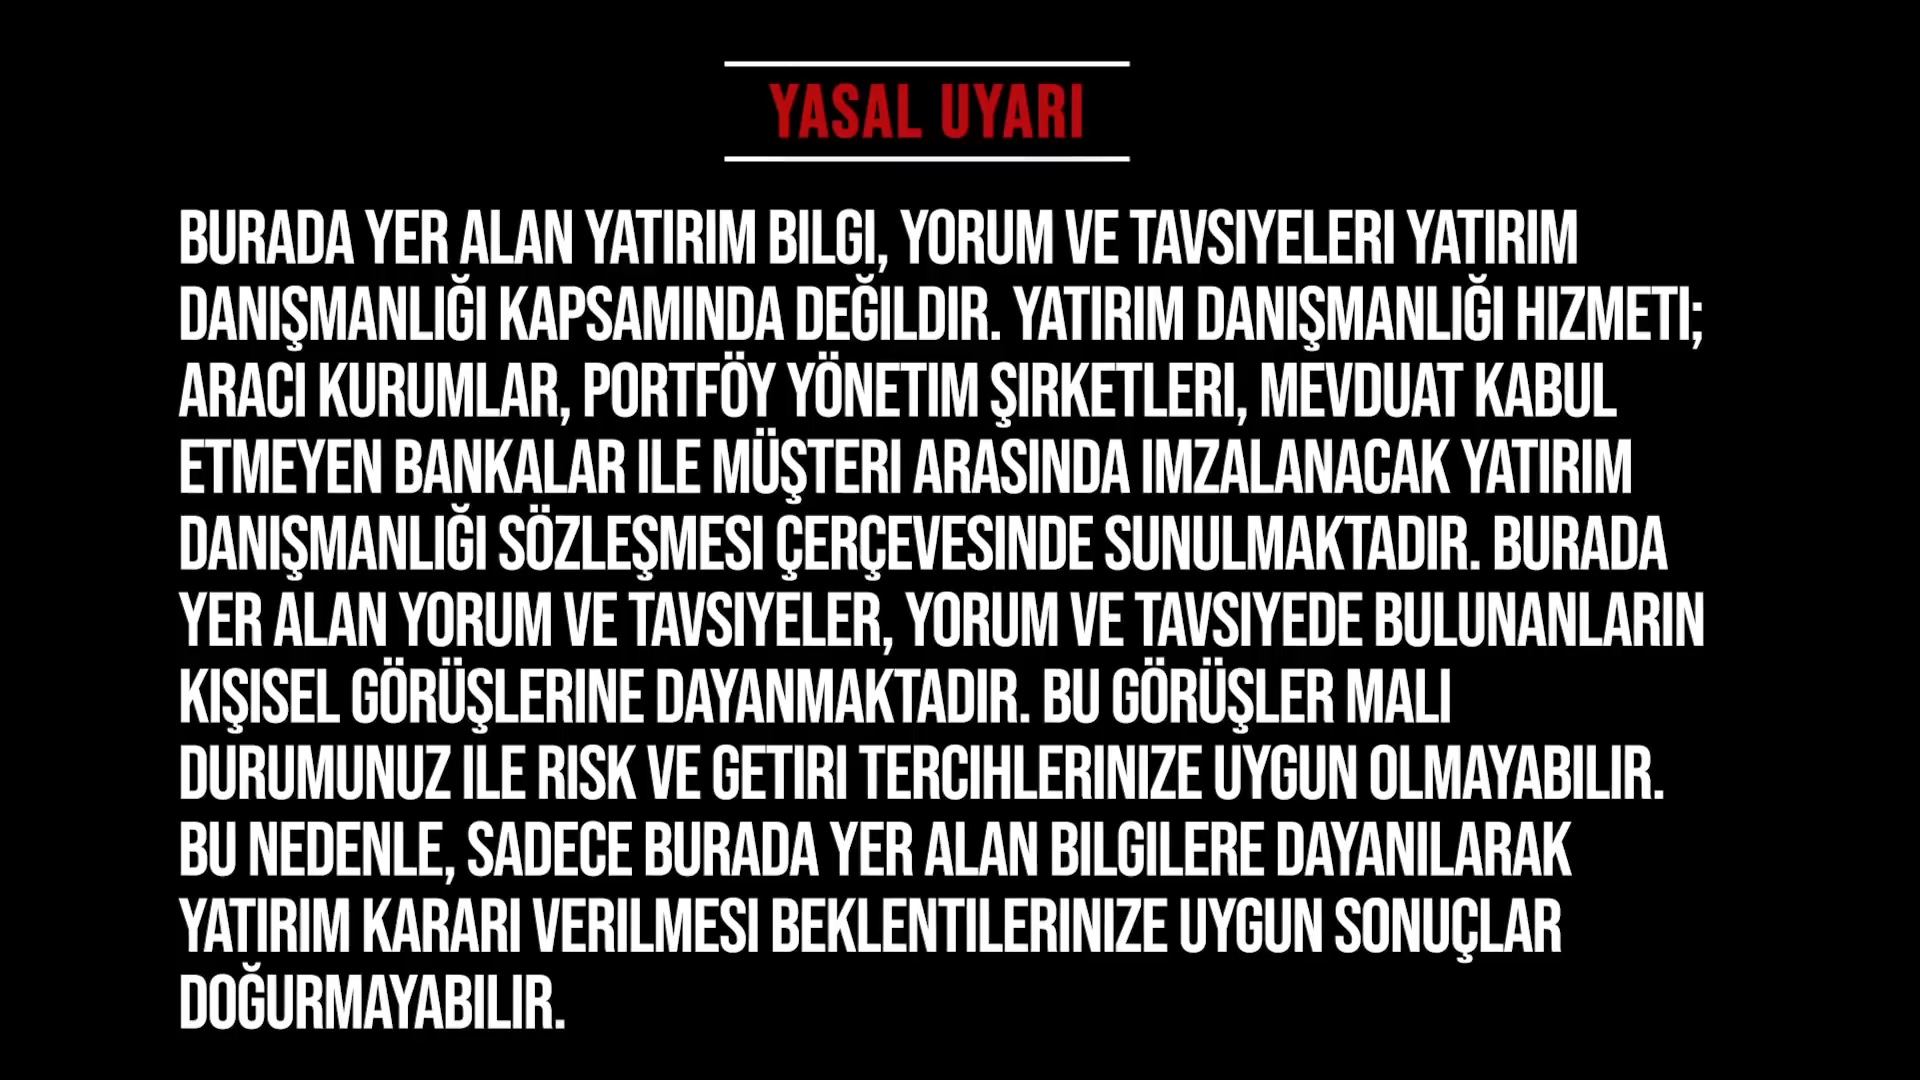 YASAL UYARI
BURADA YER ALAN YATIRIM BILGI, YORUM VE TAVSIYELERI YATIRIM
DANIŞMANLIĞI KAPSAMINDA DEĞILDIR. YATIRIM DANIŞMANLIĞI HIZMETI;
ARACI KURUMLAR, PORTFÖY YÖNETIM ŞIRKETLERI, MEVDUAT KABUL
ETMEYEN BANKALAR ILE MÜŞTERI ARASINDA IMZALANACAK YATIRIM
DANIŞMANLIĞI SÖZLEŞMESI ÇERÇEVESINDE SUNULMAKTADIR. BURADA
YER ALAN YORUM VE TAVSIYELER, YORUM VE TAVSIYEDE BULUNANLARIN
KIŞISEL GÖRÜŞLERINE DAYANMAKTADIR. BU GÖRÜŞLER MALI
DURUMUNUZ ILE RISK VE GETIRI TERCIHLERINIZE UYGUN OLMAYABILIR.
BU NEDENLE, SADECE BURADA YER ALAN BILGILERE DAYANILARAK
YATIRIM KARARI VERILMESI BEKLENTILERINIZE UYGUN SONUÇLAR
DOĞURMAYABILIR.